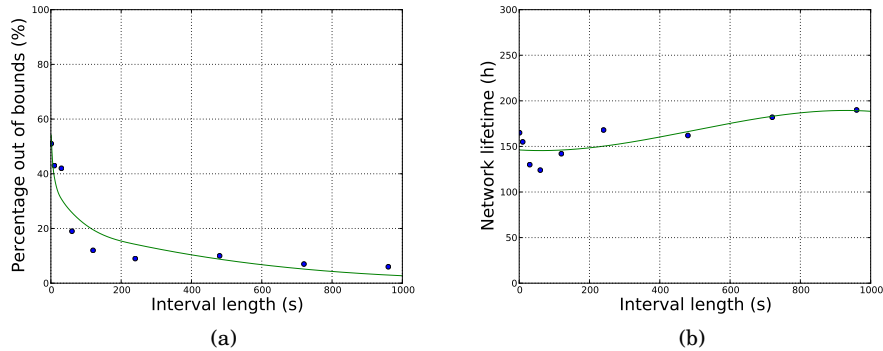 100
80
60
40
20
0
0 200 400 600 800 1000
Percentage out of bounds (%)
Interval length (s)
(a)
300
250
200
150
100
50
0
0 200 400 600 800 1000
Network lifetime (h)
Interval length (s)
(b)